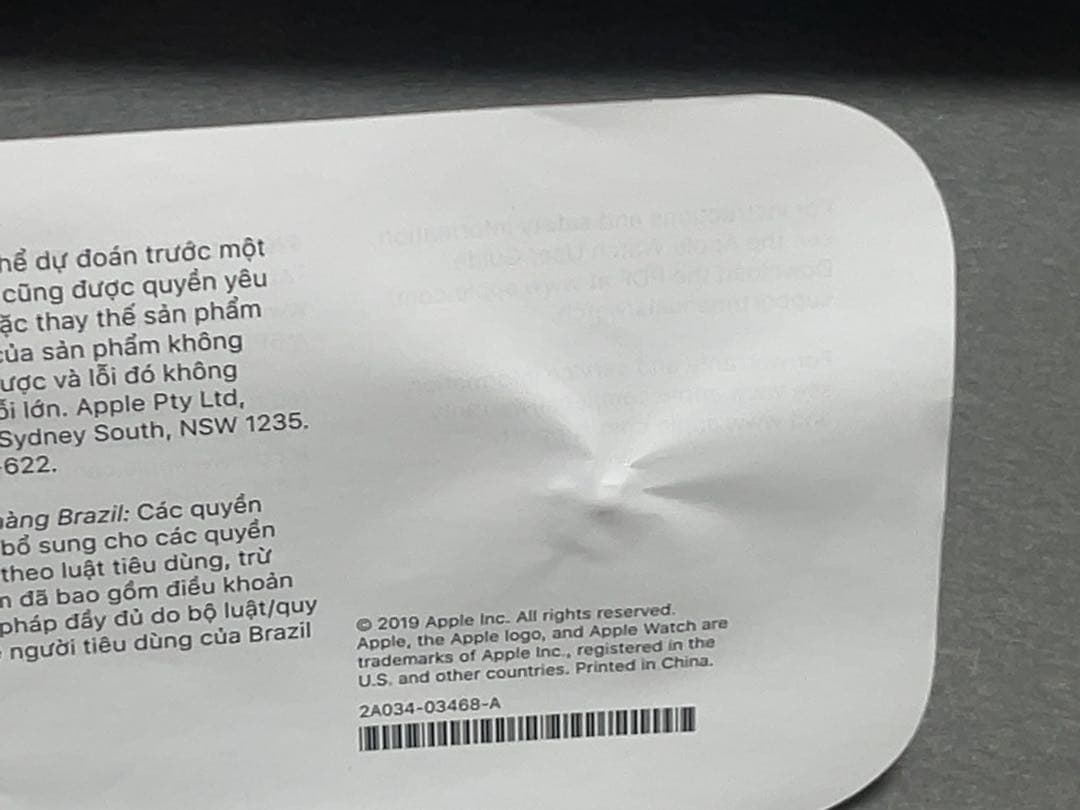 hể dự đoán trước một
cũng được quyền yêu
ặc thay thế sản phẩm
của sản phẩm không
ược và lỗi đó không
ỗi lớn. Apple Pty Ltd,
Sydney South, NSW 1235.
-622.
hàng Brazil: Các quyền
bổ sung cho các quyền
theo luật tiêu dùng, trừ
n đã bao gồm điều khoản
pháp đầy đủ do bộ luật/quy
người tiêu dùng của Brazil
© 2019 Apple Inc. All rights reserved.
Apple, the Apple logo, and Apple Watch are
trademarks of Apple Inc., registered in the
U.S. and other countries. Printed in China.
2A034-03468-A